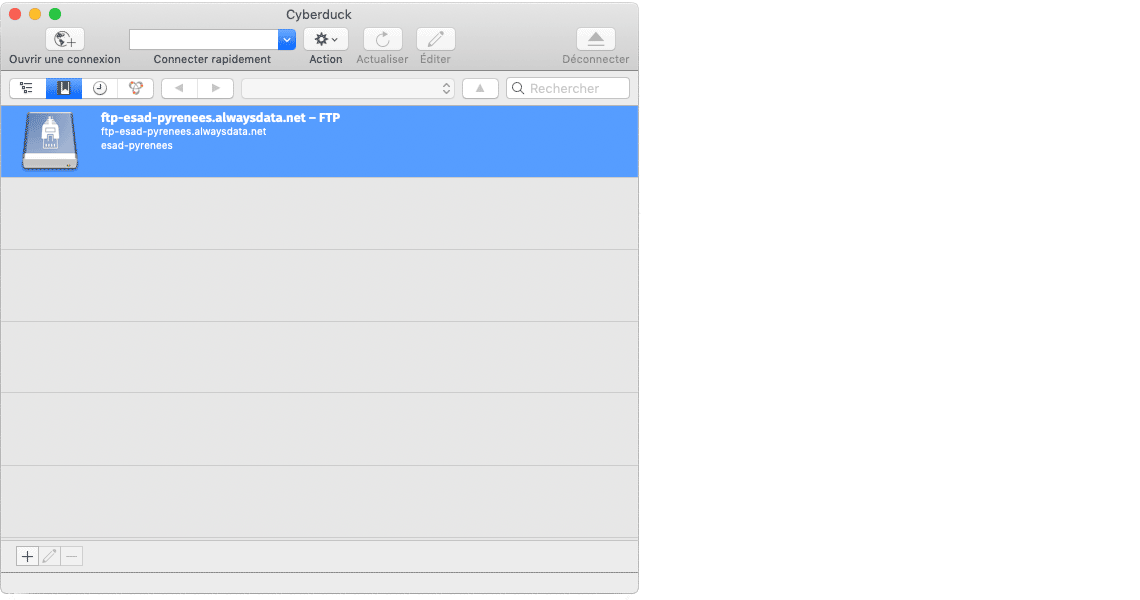 Cyberduck
Ouvrir une connexion
Connecter rapidement
Action
Actualiser
Éditer
Déconnecter
Rechercher
ftp-esad-pyrenees.alwaysdata.net – FTP
ftp-esad-pyrenees.alwaysdata.net
esad-pyrenees